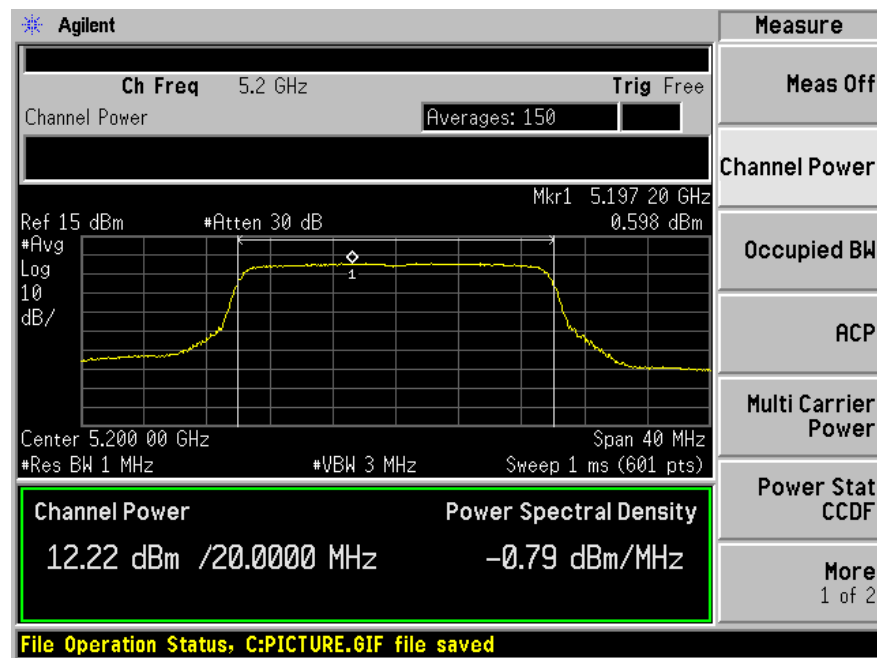 Agilent
Measure
Ch Freq 5.2 GHz Trig Free
Channel Power Averages: 150
Mkr1 5.197 20 GHz
Ref 15 dBm #Atten 30 dB 0.598 dBm
#Avg
Log
10
dB/
1
Center 5.200 00 GHz Span 40 MHz
#Res BW 1 MHz #VBW 3 MHz Sweep 1 ms (601 pts)
Channel Power Power Spectral Density
12.22 dBm /20.0000 MHz -0.79 dBm/MHz
File Operation Status, C:PICTURE.GIF file saved
Meas Off
Channel Power
Occupied BW
ACP
Multi Carrier
Power
Power Stat
CCDF
More
1 of 2